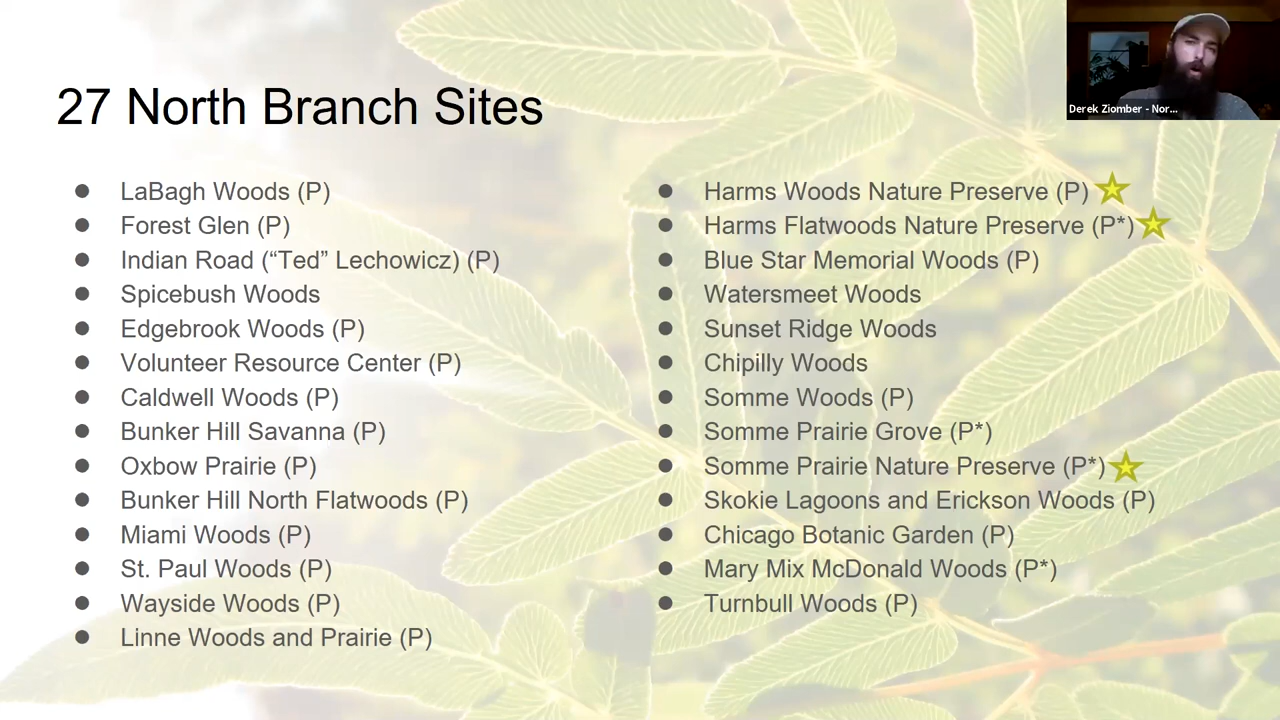 27 North Branch Sites
● LaBagh Woods (P)
● Forest Glen (P)
● Indian Road (“Ted” Lechowicz) (P)
● Spicebush Woods
● Edgebrook Woods (P)
● Volunteer Resource Center (P)
● Caldwell Woods (P)
● Bunker Hill Savanna (P)
● Oxbow Prairie (P)
● Bunker Hill North Flatwoods (P)
● Miami Woods (P)
● St. Paul Woods (P)
● Wayside Woods (P)
● Linne Woods and Prairie (P)
● Harms Woods Nature Preserve (P)
● Harms Flatwoods Nature Preserve (P*)
● Blue Star Memorial Woods (P)
● Watersmeet Woods
● Sunset Ridge Woods
● Chipilly Woods
● Somme Woods (P)
● Somme Prairie Grove (P*)
● Somme Prairie Nature Preserve (P*)
● Skokie Lagoons and Erickson Woods (P)
● Chicago Botanic Garden (P)
● Mary Mix McDonald Woods (P*)
● Turnbull Woods (P)
Derek Ziomber - Nor...